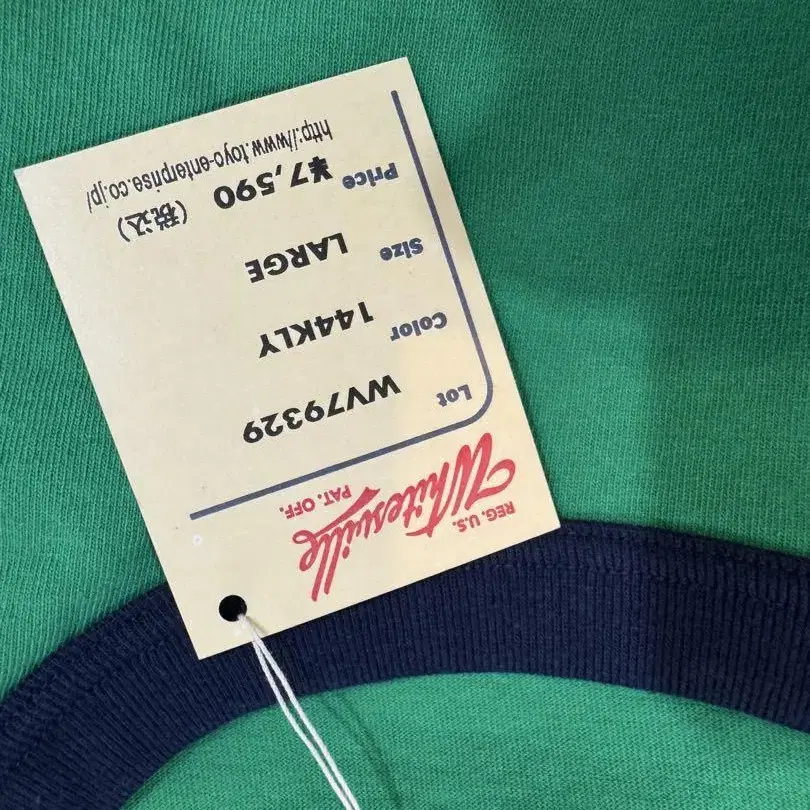 REG. U.S.
Whitesville
PAT. OFF.
Lot WV79329
Color 144KLY
Size LARGE
Price ¥7,590 (税込)
http://www.toyo-enterprise.co.jp/